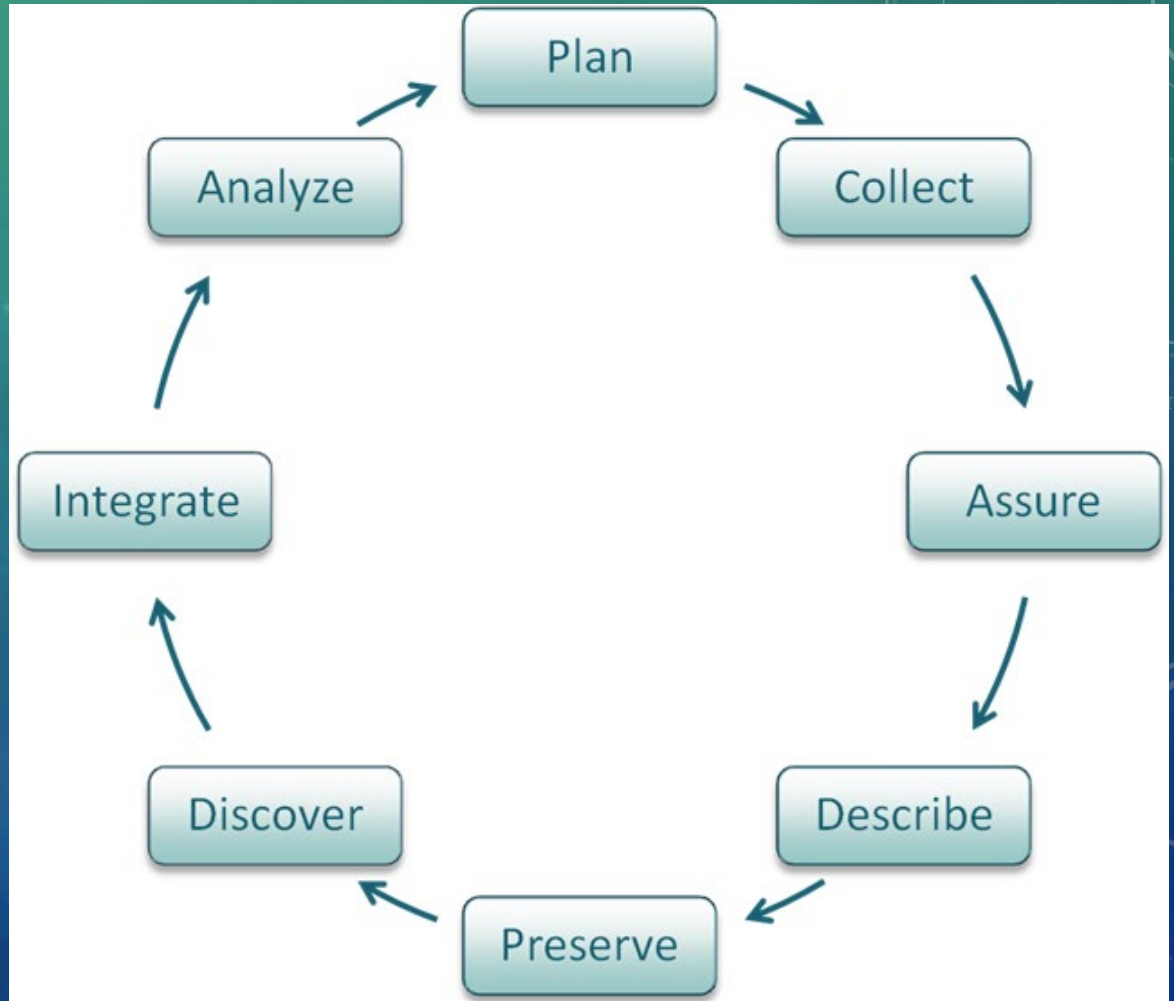 Plan
Collect
Assure
Describe
Preserve
Discover
Integrate
Analyze